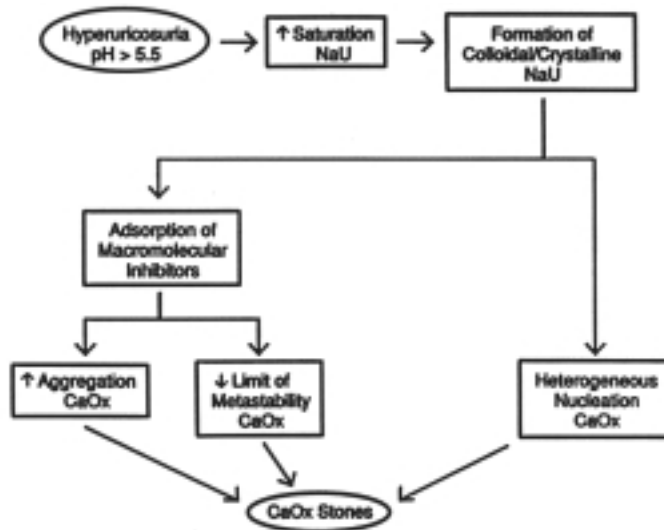 Hyperuricosuria
pH > 5.5
↑ Saturation
NaU
Formation of
Colloidal/Crystalline
NaU
Adsorption of
Macromolecular
Inhibitors
↑ Aggregation
CaOx
↓ Limit of
Metastability
CaOx
Heterogeneous
Nucleation
CaOx
CaOx Stones